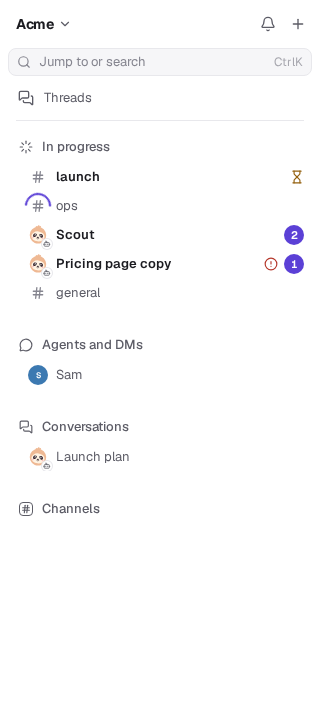 Acme
Jump to or search CtrlK
Threads
In progress
launch
ops
Scout 2
Pricing page copy 1
general
Agents and DMs
S Sam
Conversations
Launch plan
Channels